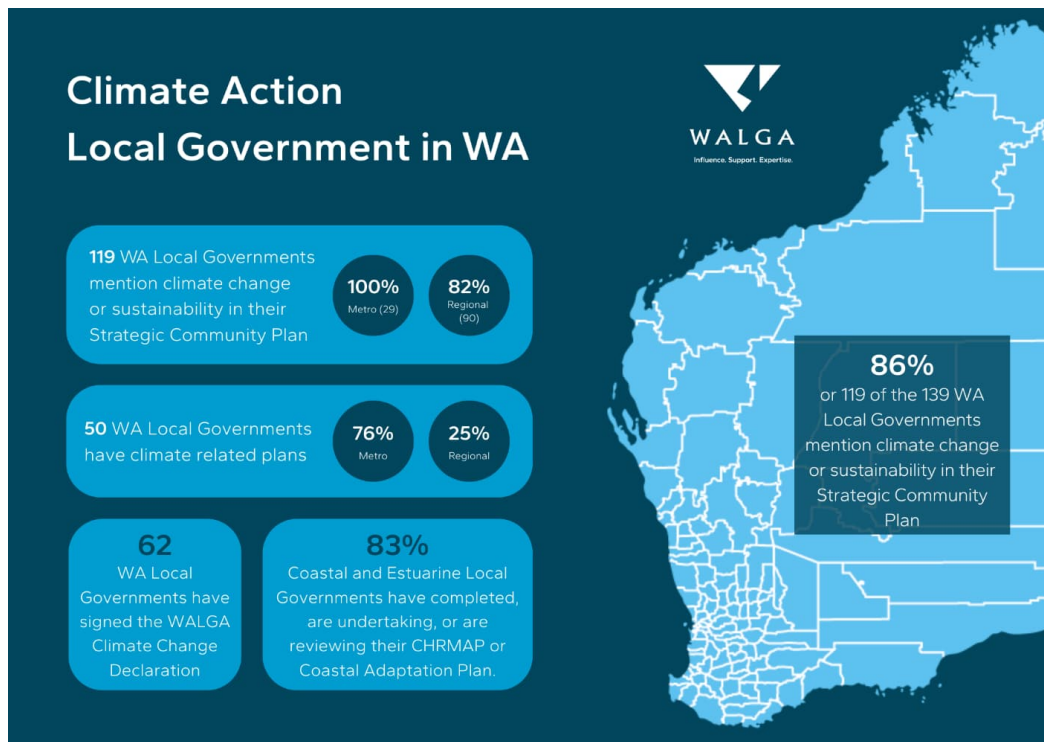 Climate Action
Local Government in WA
WALGA
Influence. Support. Expertise.
119 WA Local Governments
mention climate change
or sustainability in their
Strategic Community Plan
100%
Metro (29)
82%
Regional
(90)
50 WA Local Governments
have climate related plans
76%
Metro
25%
Regional
62
WA Local
Governments have
signed the WALGA
Climate Change
Declaration
83%
Coastal and Estuarine Local
Governments have completed,
are undertaking, or are
reviewing their CHRMAP or
Coastal Adaptation Plan.
86%
or 119 of the 139 WA
Local Governments
mention climate change
or sustainability in their
Strategic Community
Plan